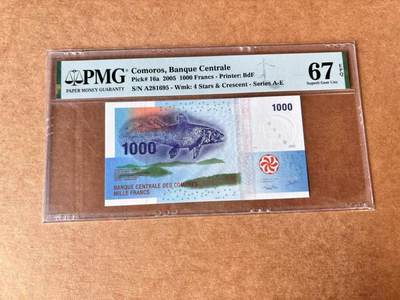 PMG
PAPER MONEY GUARANTY
Comoros, Banque Centrale
Pick# 16a 2005 1000 Francs - Printer: BdF
S/N A281695 - Wmk: 4 Stars & Crescent - Series A-E
67 EPQ
Superb Gem Unc
1000
1000
BANQUE CENTRALE DES COMORES
MILLE FRANCS